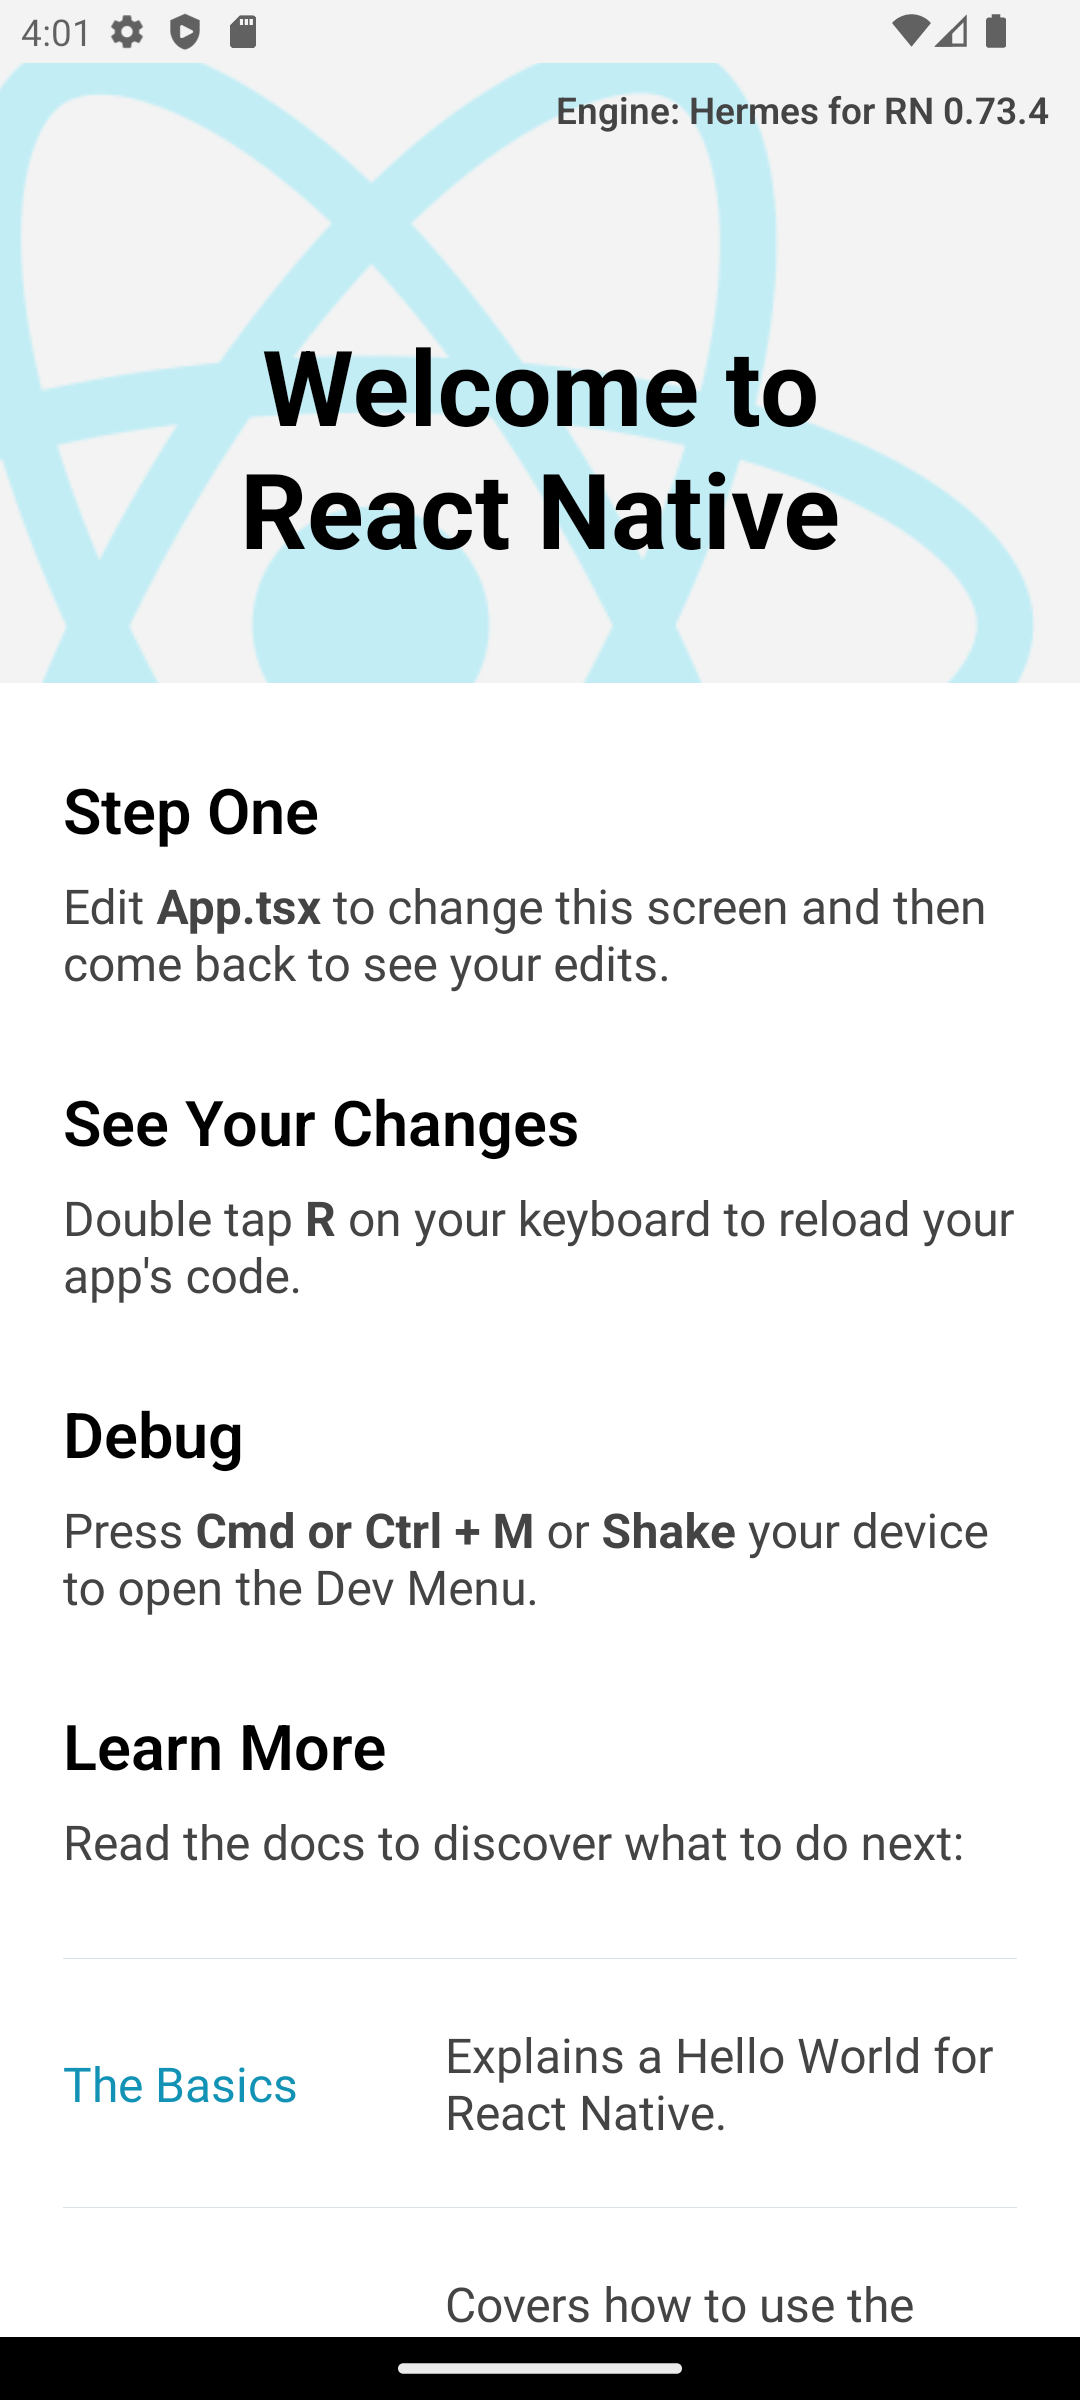 4:01
Engine: Hermes for RN 0.73.4
Welcome to
React Native
Step One
Edit App.tsx to change this screen and then
come back to see your edits.
See Your Changes
Double tap R on your keyboard to reload your
app's code.
Debug
Press Cmd or Ctrl + M or Shake your device
to open the Dev Menu.
Learn More
Read the docs to discover what to do next:
The Basics
Explains a Hello World for
React Native.
Covers how to use the